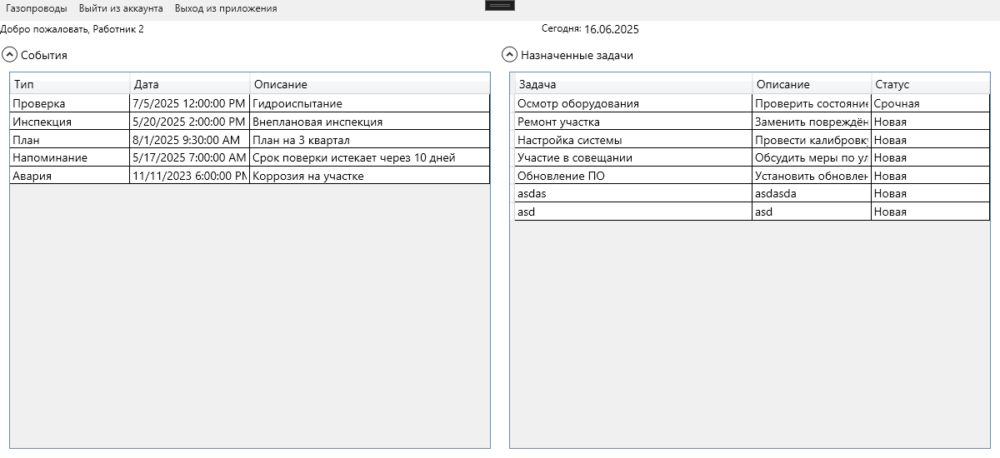 Газопроводы Выйти из аккаунта Выход из приложения
Добро пожаловать, Работник 2
Сегодня: 16.06.2025
События
Тип Дата Описание
Проверка 7/5/2025 12:00:00 PM Гидроиспытание
Инспекция 5/20/2025 2:00:00 PM Внеплановая инспекция
План 8/1/2025 9:30:00 AM План на 3 квартал
Напоминание 5/17/2025 7:00:00 AM Срок поверки истекает через 10 дней
Авария 11/11/2023 6:00:00 PM Коррозия на участке
Назначенные задачи
Задача Описание Статус
Осмотр оборудования Проверить состояние Срочная
Ремонт участка Заменить повреждён Новая
Настройка системы Провести калибровку Новая
Участие в совещании Обсудить меры по ул Новая
Обновление ПО Установить обновлен Новая
asdas asdasda Новая
asd asd Новая